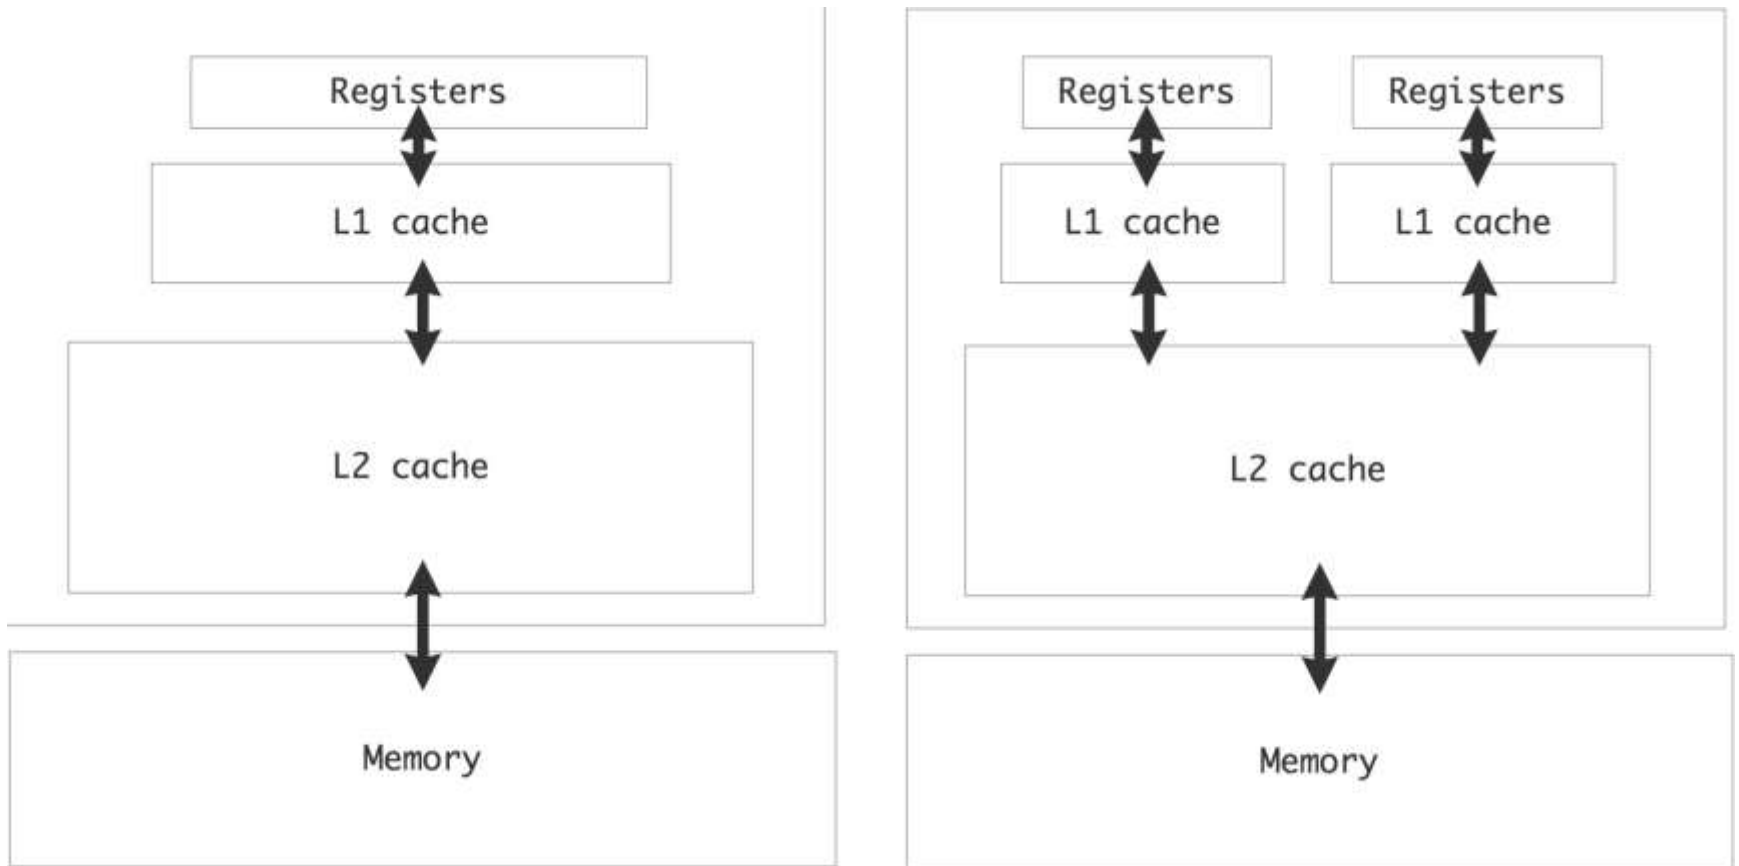 Registers
L1 cache
L2 cache
Memory
Registers
Registers
L1 cache
L1 cache
L2 cache
Memory